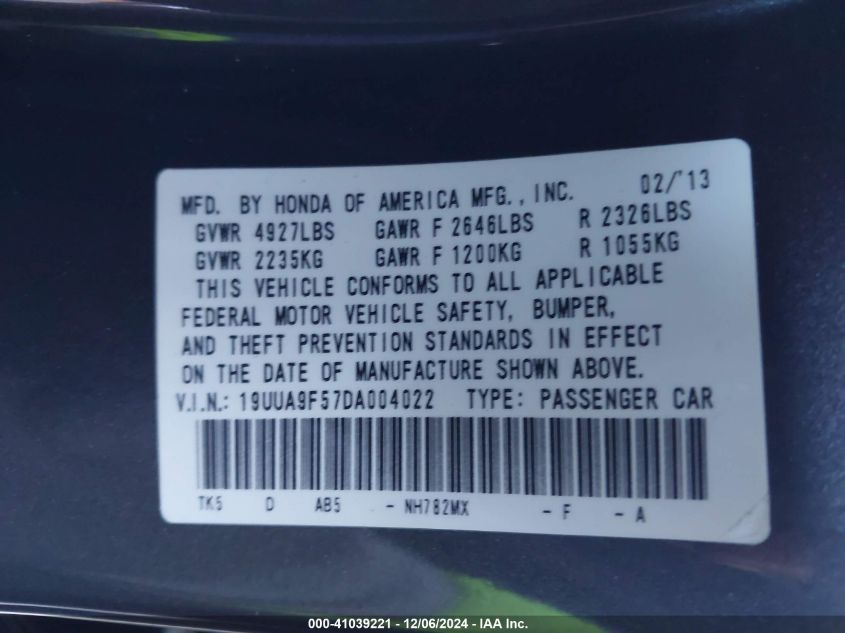 MFD. BY HONDA OF AMERICA MFG., INC. 02/'13
GVWR 4927LBS GAWR F 2646LBS R 2326LBS
GVWR 2235KG GAWR F 1200KG R 1055KG
THIS VEHICLE CONFORMS TO ALL APPLICABLE
FEDERAL MOTOR VEHICLE SAFETY, BUMPER,
AND THEFT PREVENTION STANDARDS IN EFFECT
ON THE DATE OF MANUFACTURE SHOWN ABOVE.
V.I.N.: 19UUA9F57DA004022 TYPE: PASSENGER CAR
TK5 D AB5 - NH782MX - F - A
000-41039221 - 12/06/2024 - IAA Inc.